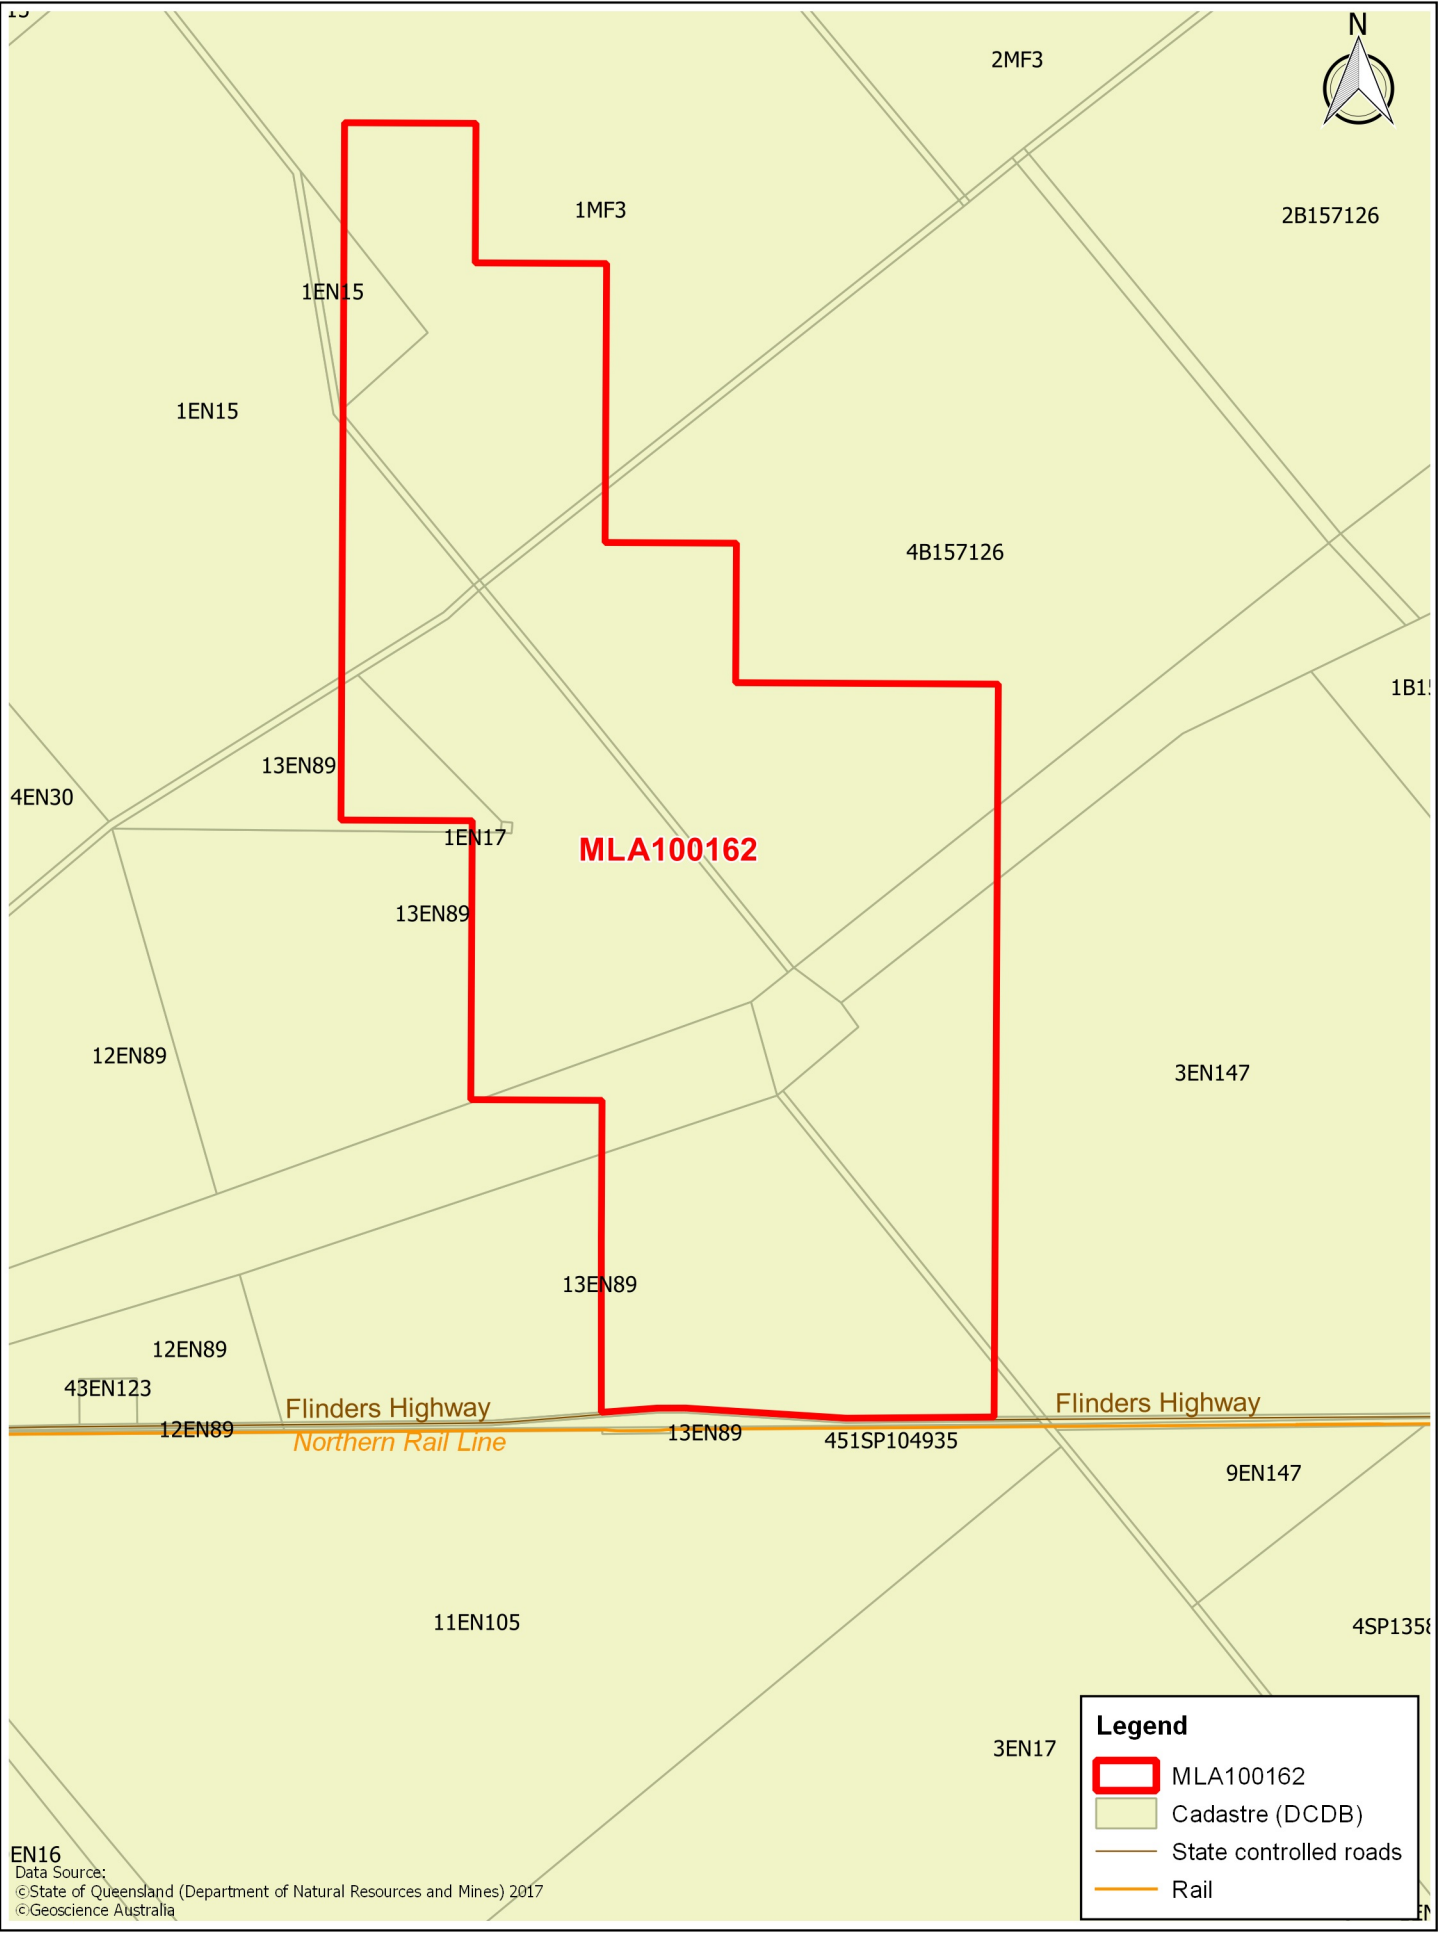 N
2MF3
1MF3
2B157126
1EN15
1EN15
4B157126
1B15
13EN89
4EN30
1EN17
MLA100162
13EN89
12EN89
3EN147
13EN89
12EN89
43EN123
Flinders Highway
Flinders Highway
12EN89
Northern Rail Line
13EN89
451SP104935
9EN147
11EN105
4SP1358
3EN17
Legend
MLA100162
Cadastre (DCDB)
State controlled roads
Rail
EN16
Data Source:
©State of Queensland (Department of Natural Resources and Mines) 2017
©Geoscience Australia